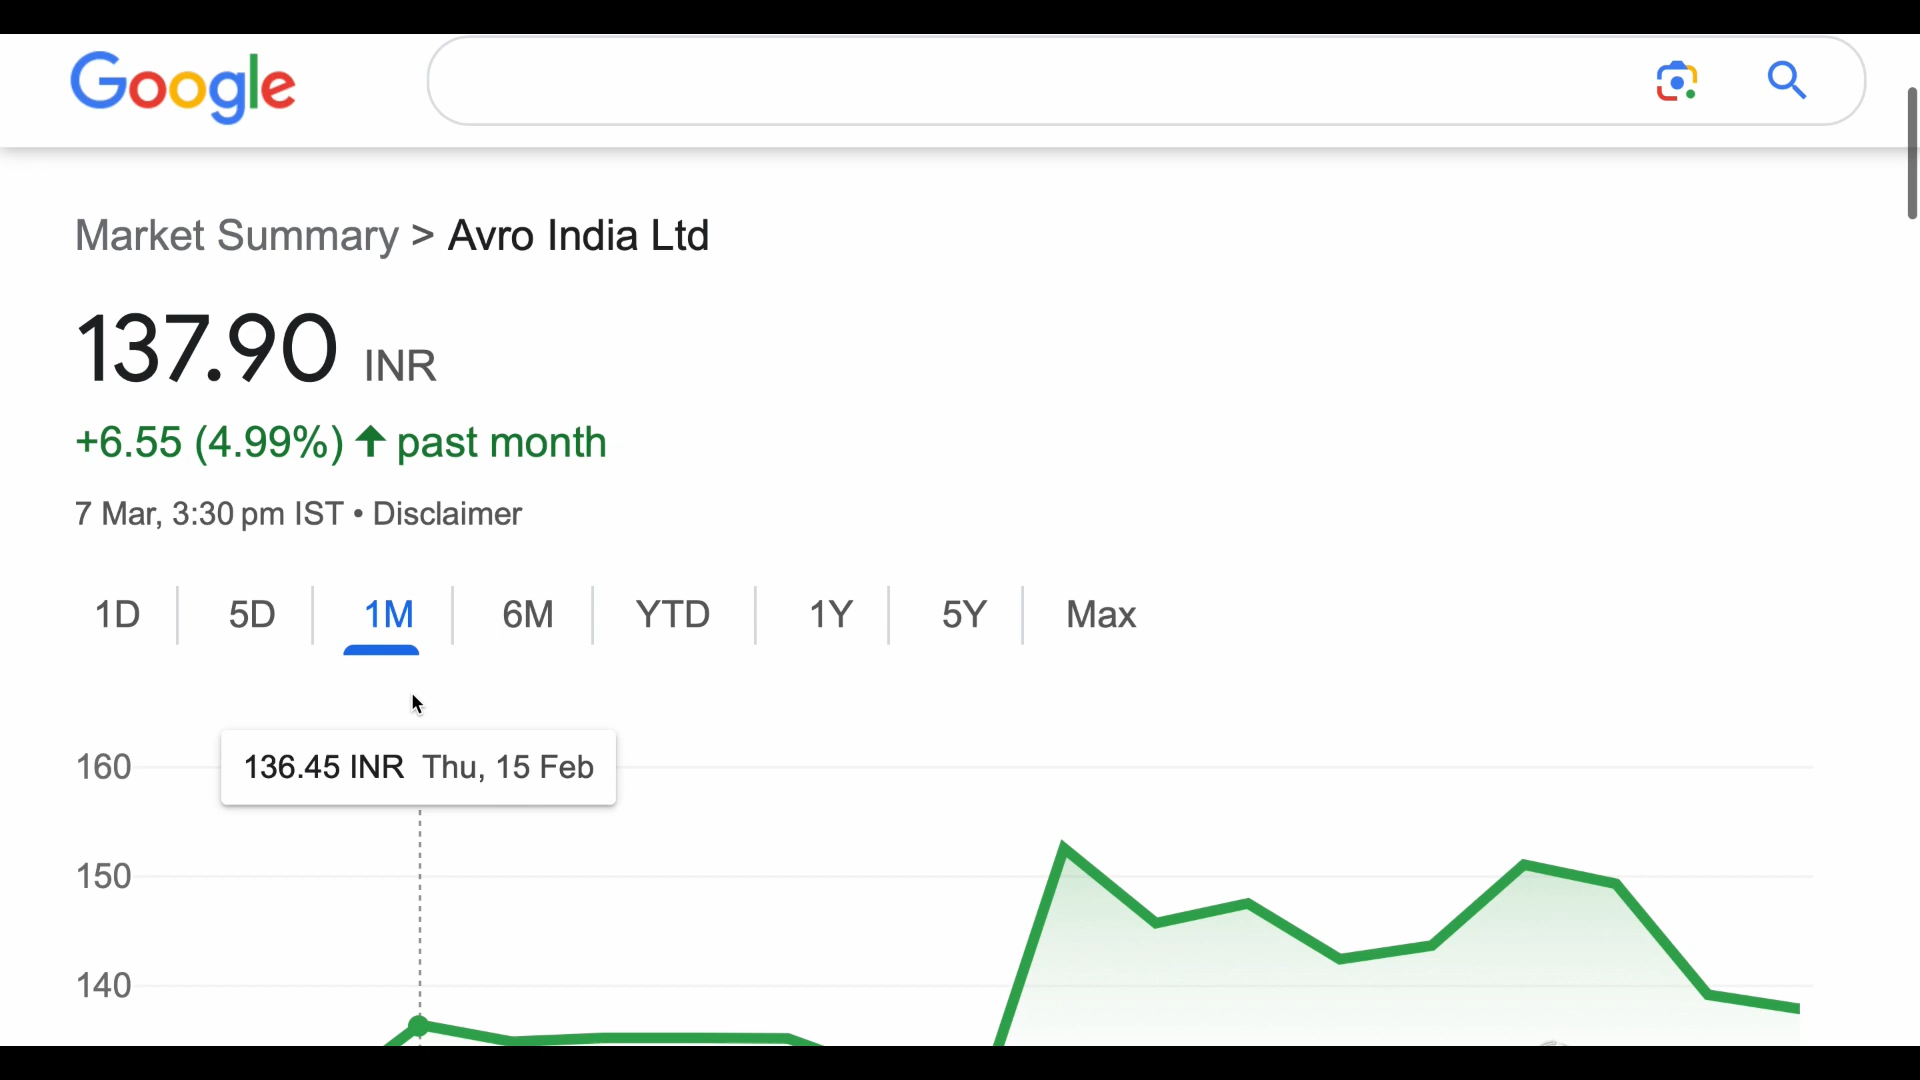 Google
Market Summary > Avro India Ltd
137.90 INR
+6.55 (4.99%) ↑ past month
7 Mar, 3:30 pm IST • Disclaimer
1D 5D 1M 6M YTD 1Y 5Y Max
160 136.45 INR Thu, 15 Feb
150
140